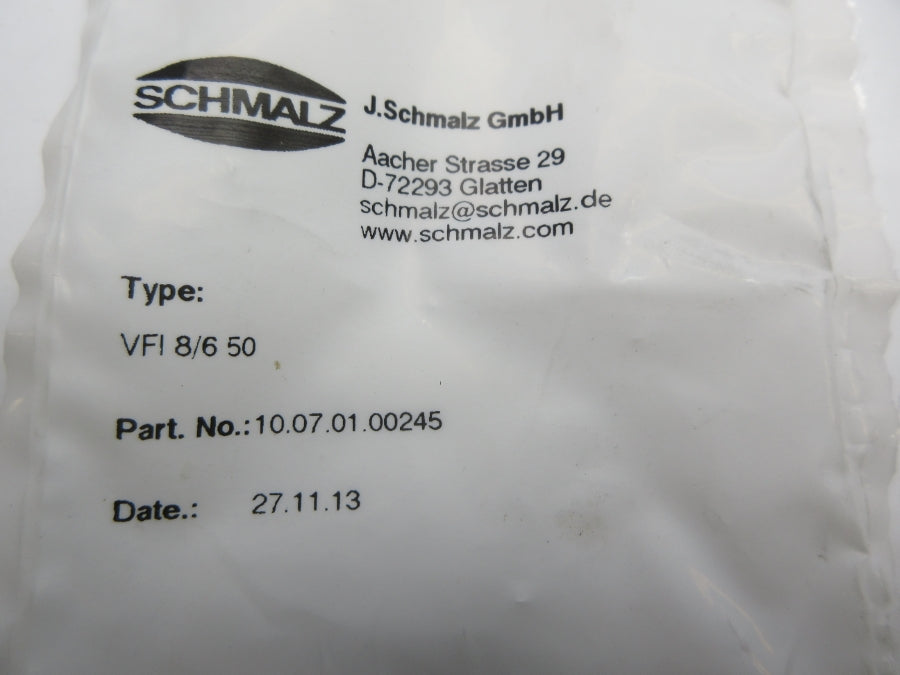 SCHMALZ
J.Schmalz GmbH
Aacher Strasse 29
D-72293 Glatten
schmalz@schmalz.de
www.schmalz.com
Type:
VFI 8/6 50
Part. No.:10.07.01.00245
Date.: 27.11.13